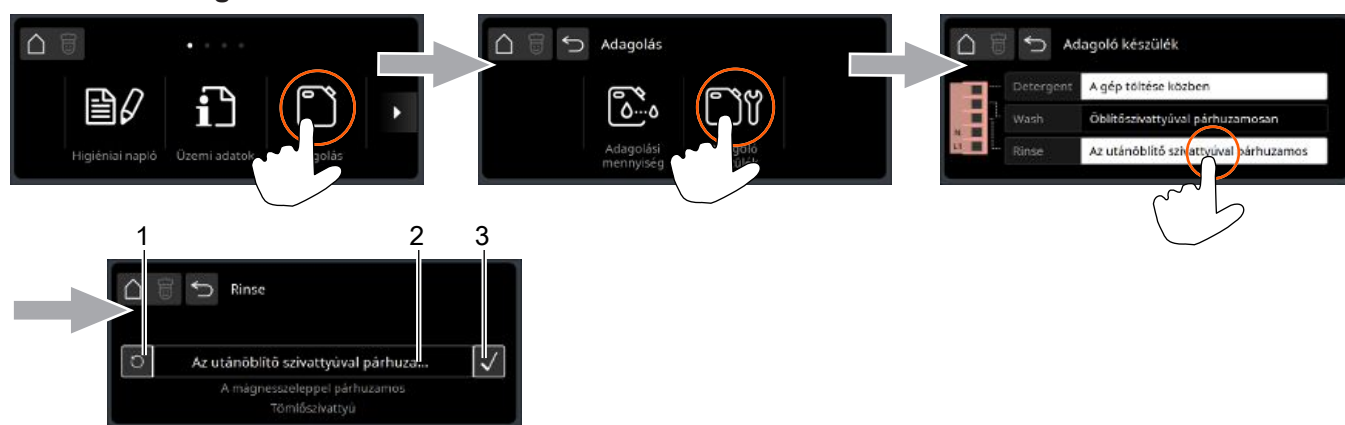 Higiéniai napló
Üzemi adatok
Adagolás
Adagolási
mennyiség
Adagoló készülék
Detergent
A gép töltése közben
Wash
Öblítőszivattyúval párhuzamosan
N
L1
Rinse
Az utánöblítő szivattyúval párhuzamos
1
2
3
Rinse
Az utánöblítő szivattyúval párhuza...
A mágnesszeleppel párhuzamos
Tömlőszivattyú